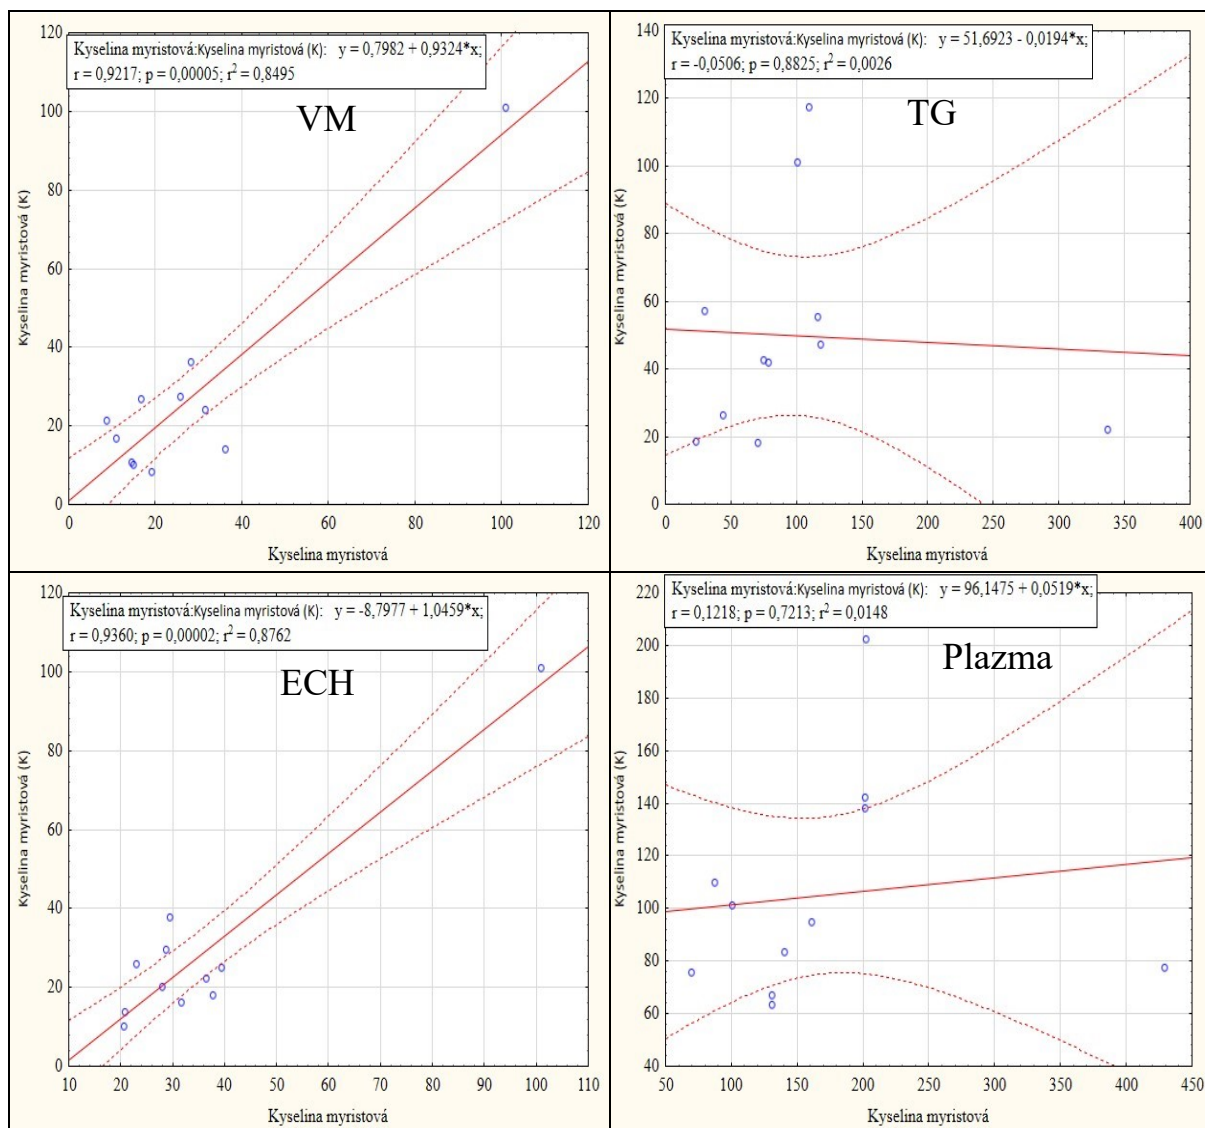 Kyselina myristová:Kyselina myristová (K): y = 0,7982 + 0,9324*x;
r = 0,9217; p = 0,00005; r² = 0,8495
VM
Kyselina myristová (K)
120
100
80
60
40
20
0
0 20 40 60 80 100 120
Kyselina myristová
Kyselina myristová:Kyselina myristová (K): y = 51,6923 - 0,0194*x;
r = -0,0506; p = 0,8825; r² = 0,0026
TG
Kyselina myristová (K)
140
120
100
80
60
40
20
0
0 50 100 150 200 250 300 350 400
Kyselina myristová
Kyselina myristová:Kyselina myristová (K): y = -8,7977 + 1,0459*x;
r = 0,9360; p = 0,00002; r² = 0,8762
ECH
Kyselina myristová (K)
120
100
80
60
40
20
0
10 20 30 40 50 60 70 80 90 100 110
Kyselina myristová
Kyselina myristová:Kyselina myristová (K): y = 96,1475 + 0,0519*x;
r = 0,1218; p = 0,7213; r² = 0,0148
Plazma
Kyselina myristová (K)
220
200
180
160
140
120
100
80
60
40
50 100 150 200 250 300 350 400 450
Kyselina myristová